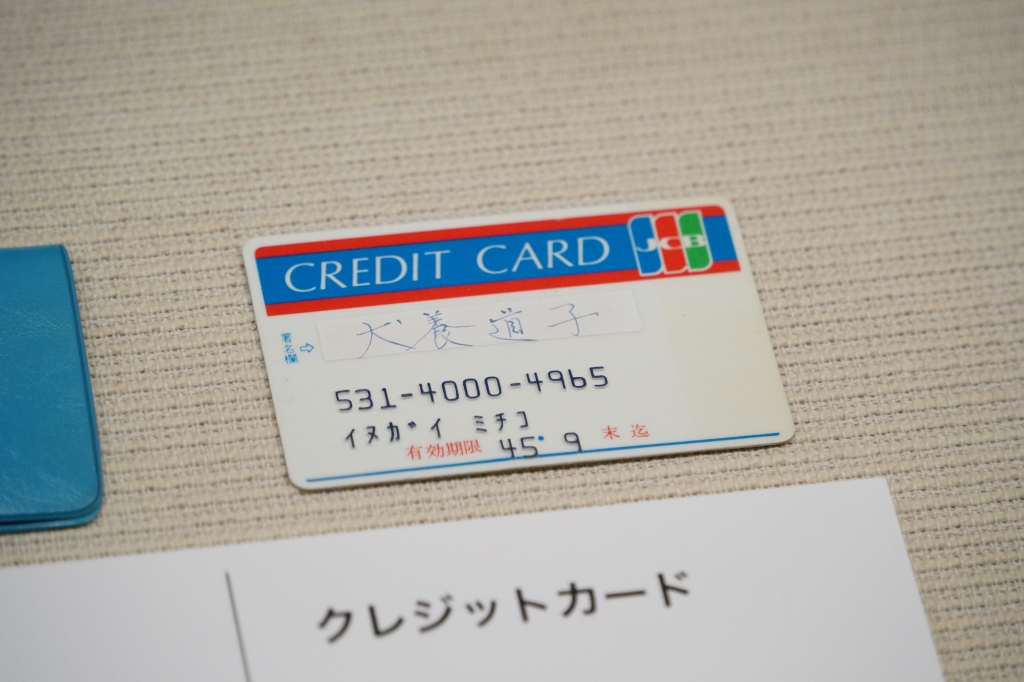 CREDIT CARD JCB
署名欄⇨ 犬養道子
531-4000-4965
イヌガイ ミチコ
有効期限 45 9 末迄
クレジットカード